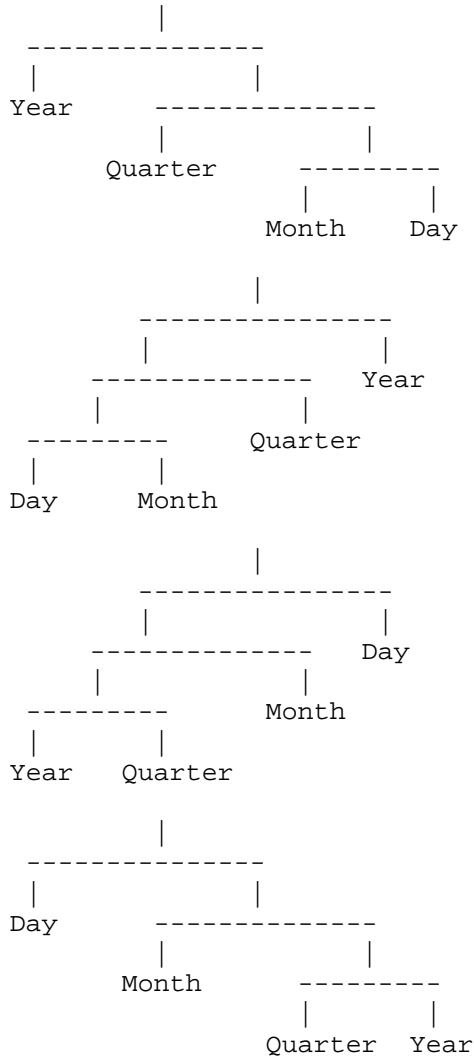 Year
Quarter
Month Day
Year
Quarter
Day Month
Day
Month
Year Quarter
Day
Month
Quarter Year